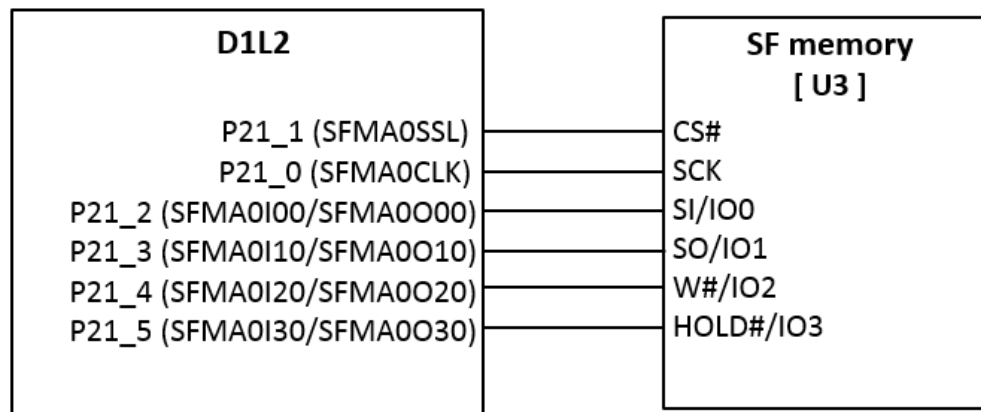 D1L2
P21_1 (SFMA0SSL)
P21_0 (SFMA0CLK)
P21_2 (SFMA0I00/SFMA0O00)
P21_3 (SFMA0I10/SFMA0O10)
P21_4 (SFMA0I20/SFMA0O20)
P21_5 (SFMA0I30/SFMA0O30)
SF memory
[ U3 ]
CS#
SCK
SI/IO0
SO/IO1
W#/IO2
HOLD#/IO3